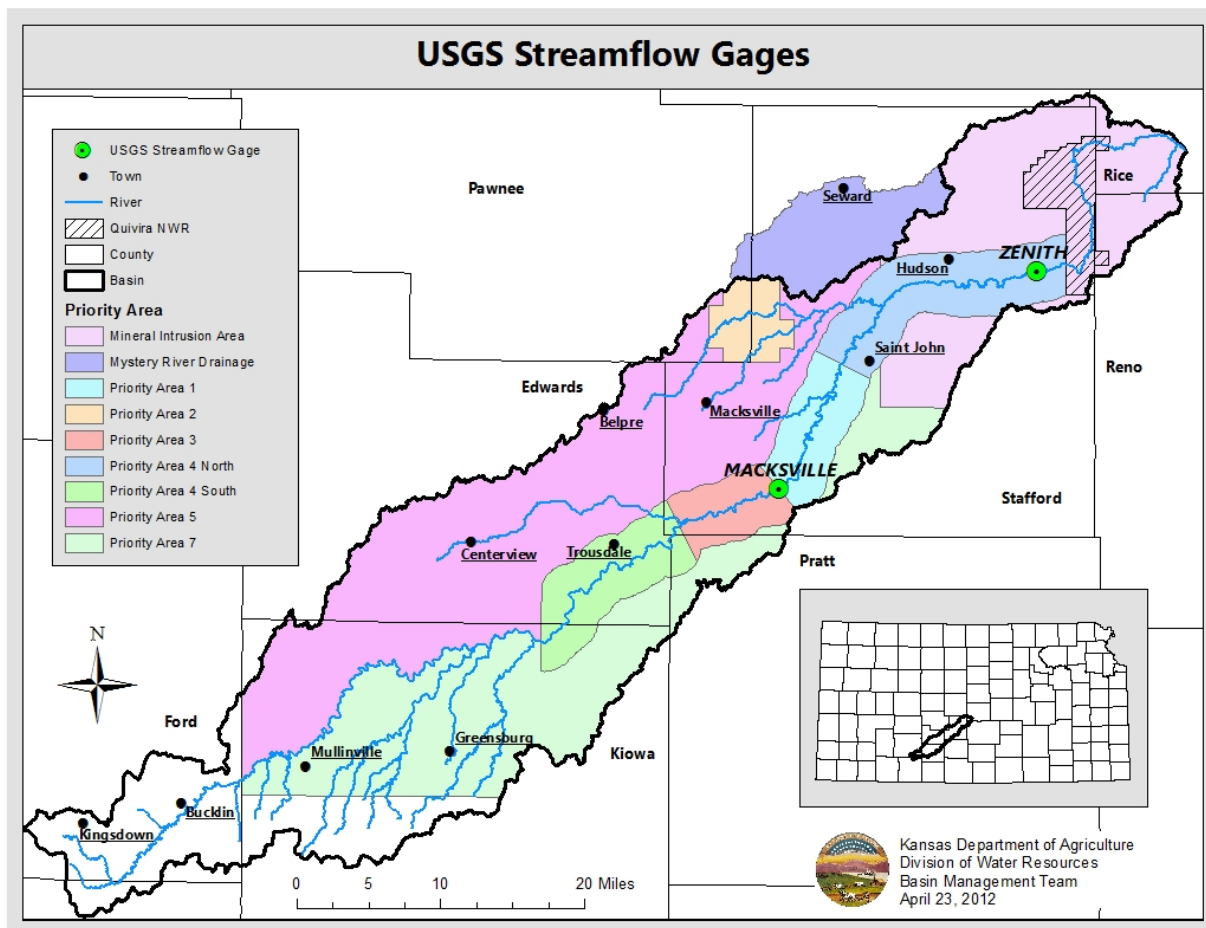 USGS Streamflow Gages
USGS Streamflow Gage
Town
River
Quivira NWR
County
Basin
Priority Area
Mineral Intrusion Area
Mystery River Drainage
Priority Area 1
Priority Area 2
Priority Area 3
Priority Area 4 North
Priority Area 4 South
Priority Area 5
Priority Area 7
Pawnee
Rice
Seward
ZENITH
Hudson
Saint John
Reno
Edwards
Belpre
Macksville
MACKSVILLE
Stafford
Centerview
Trousdale
Pratt
N
Ford
Greensburg
Mullinville
Kiowa
Bucklin
Kingsdown
0 5 10 20 Miles
Kansas Department of Agriculture
Division of Water Resources
Basin Management Team
April 23, 2012